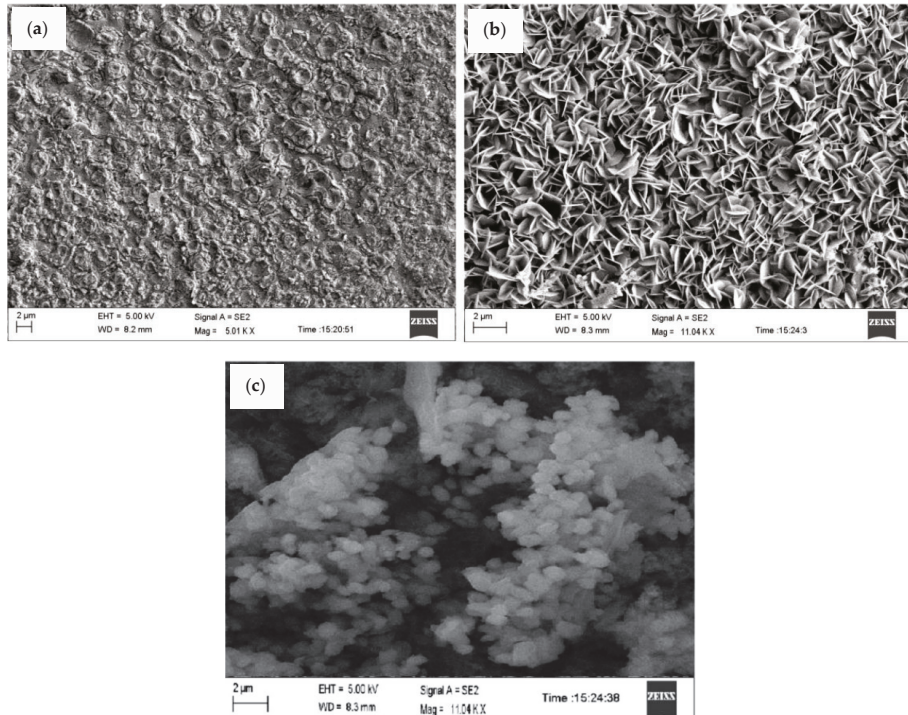 (a)
2 µm EHT = 5.00 kV Signal A = SE2
WD = 8.2 mm Mag = 5.01 K X Time :15:20:51
ZEISS
(b)
2 µm EHT = 5.00 kV Signal A = SE2
WD = 8.3 mm Mag = 11.04 K X Time :15:24:3
ZEISS
(c)
2 µm EHT = 5.00 kV Signal A = SE2
WD = 8.3 mm Mag = 11.04 K X Time :15:24:38
ZEISS